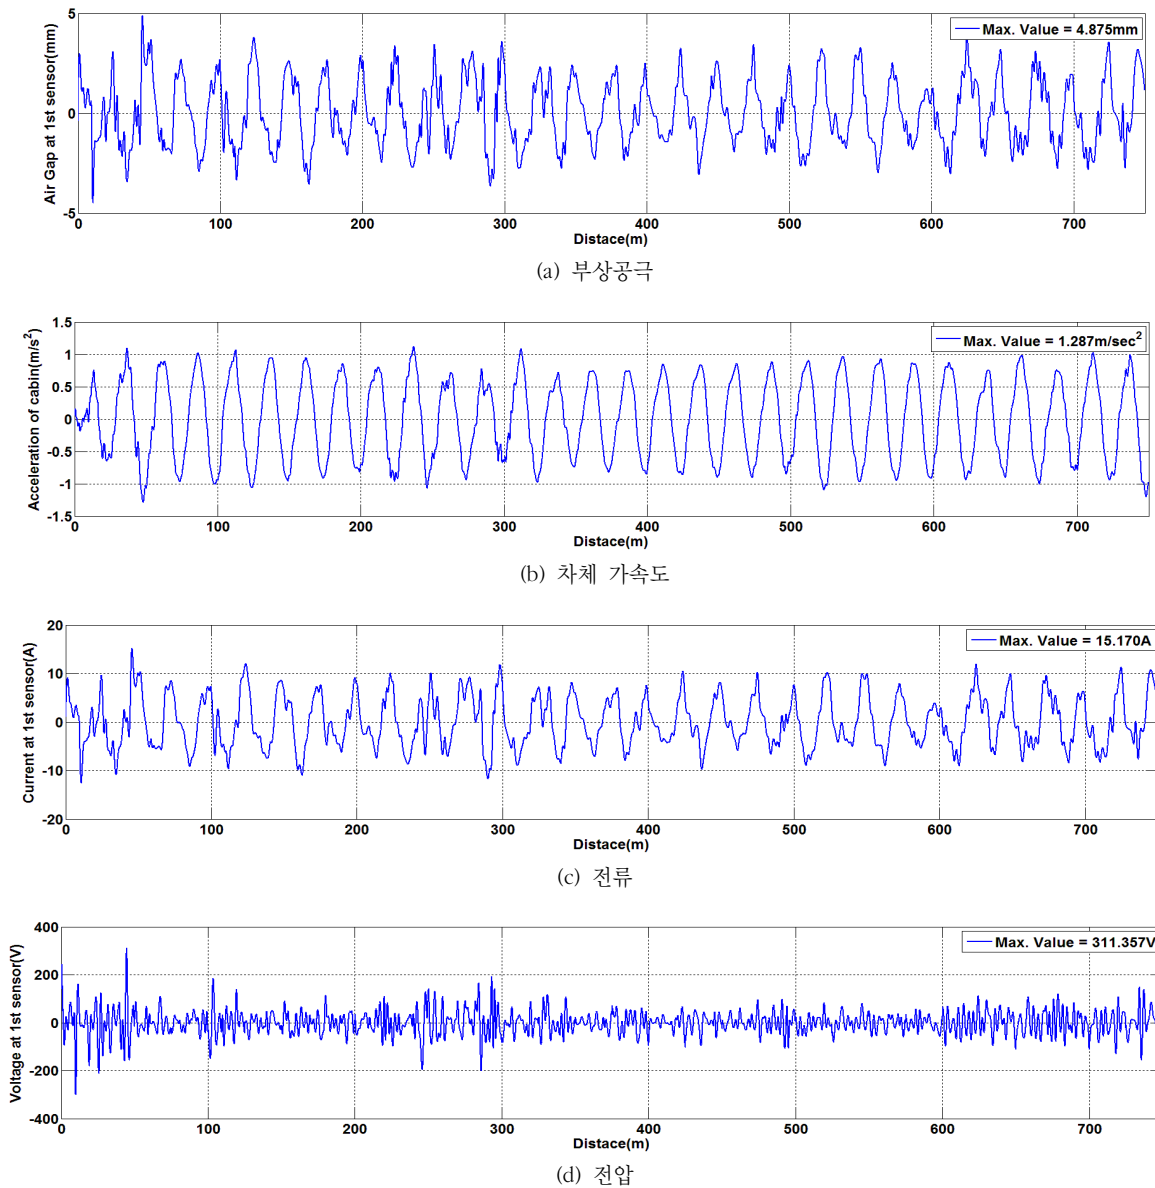 Air Gap at 1st sensor(mm)
5
0
-5
Max. Value = 4.875mm
0 100 200 300 400 500 600 700
Distace(m)
(a) 부상공극
Acceleration of cabin(m/s²)
1.5
1
0.5
0
-0.5
-1
-1.5
Max. Value = 1.287m/sec²
0 100 200 300 400 500 600 700
Distace(m)
(b) 차체 가속도
Current at 1st sensor(A)
20
10
0
-10
-20
Max. Value = 15.170A
0 100 200 300 400 500 600 700
Distace(m)
(c) 전류
Voltage at 1st sensor(V)
400
200
0
-200
-400
Max. Value = 311.357V
0 100 200 300 400 500 600 700
Distace(m)
(d) 전압